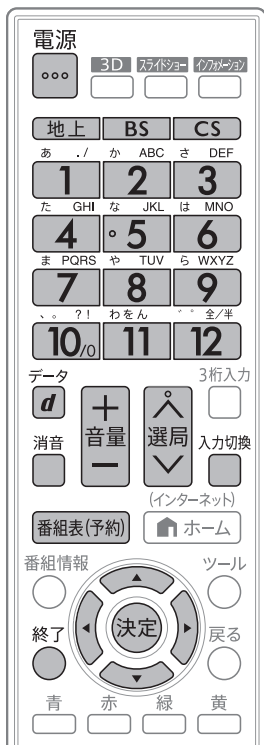 電源
3D スライドショー インフォメーション
地上 BS CS
あ ./ か ABC さ DEF
1 2 3
た GHI な JKL は MNO
4 5 6
ま PQRS や TUV ら WXYZ
7 8 9
、。 ?! わをん ゛゜ 全/半
10/0 11 12
データ 3桁入力
d + 音量 − 選局
消音 入力切換
(インターネット)
番組表(予約) ホーム
番組情報 ツール
決定
終了 戻る
青 赤 緑 黄